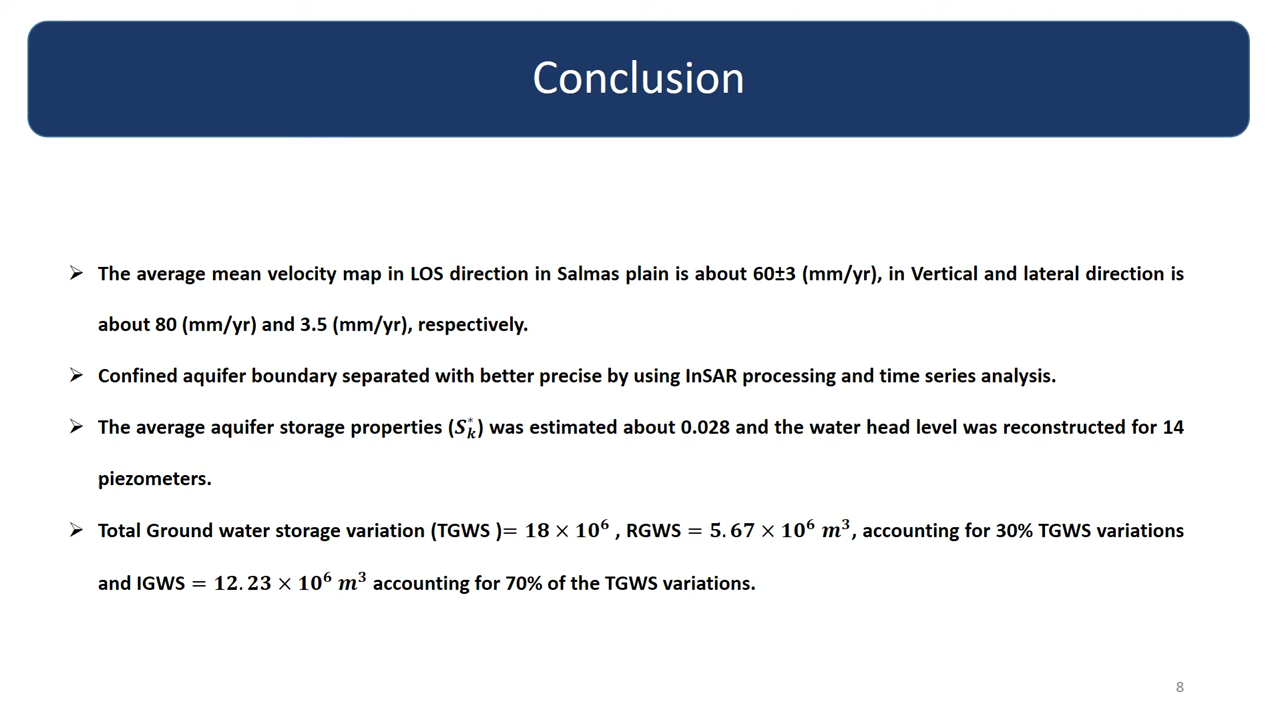 Conclusion
➢ The average mean velocity map in LOS direction in Salmas plain is about 60±3 (mm/yr), in Vertical and lateral direction is
about 80 (mm/yr) and 3.5 (mm/yr), respectively.
➢ Confined aquifer boundary separated with better precise by using InSAR processing and time series analysis.
➢ The average aquifer storage properties (S*k) was estimated about 0.028 and the water head level was reconstructed for 14
piezometers.
➢ Total Ground water storage variation (TGWS )= 18 × 10⁶ , RGWS = 5.67 × 10⁶ m³, accounting for 30% TGWS variations
and IGWS = 12.23 × 10⁶ m³ accounting for 70% of the TGWS variations.
8